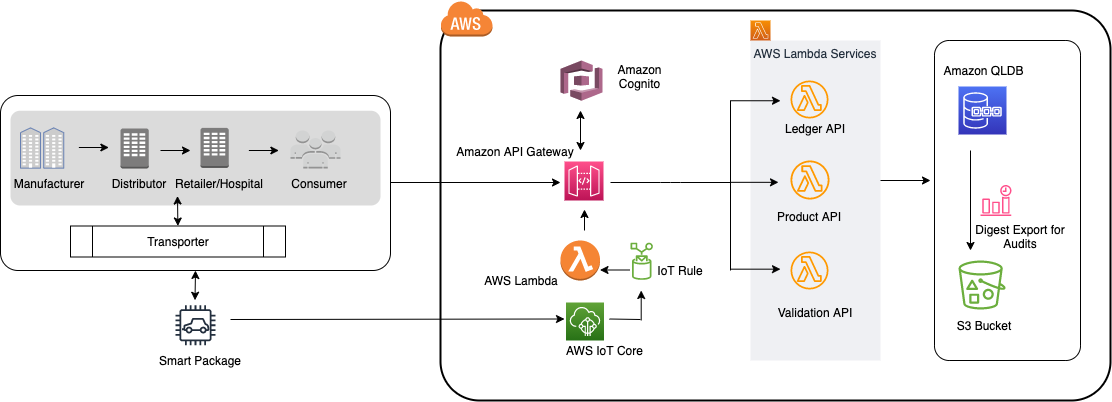 AWS
AWS Lambda Services
Amazon
Cognito
Amazon QLDB
Ledger API
Amazon API Gateway
Manufacturer
Distributor
Retailer/Hospital
Consumer
Product API
Digest Export for
Audits
Transporter
AWS Lambda
IoT Rule
Validation API
S3 Bucket
Smart Package
AWS IoT Core